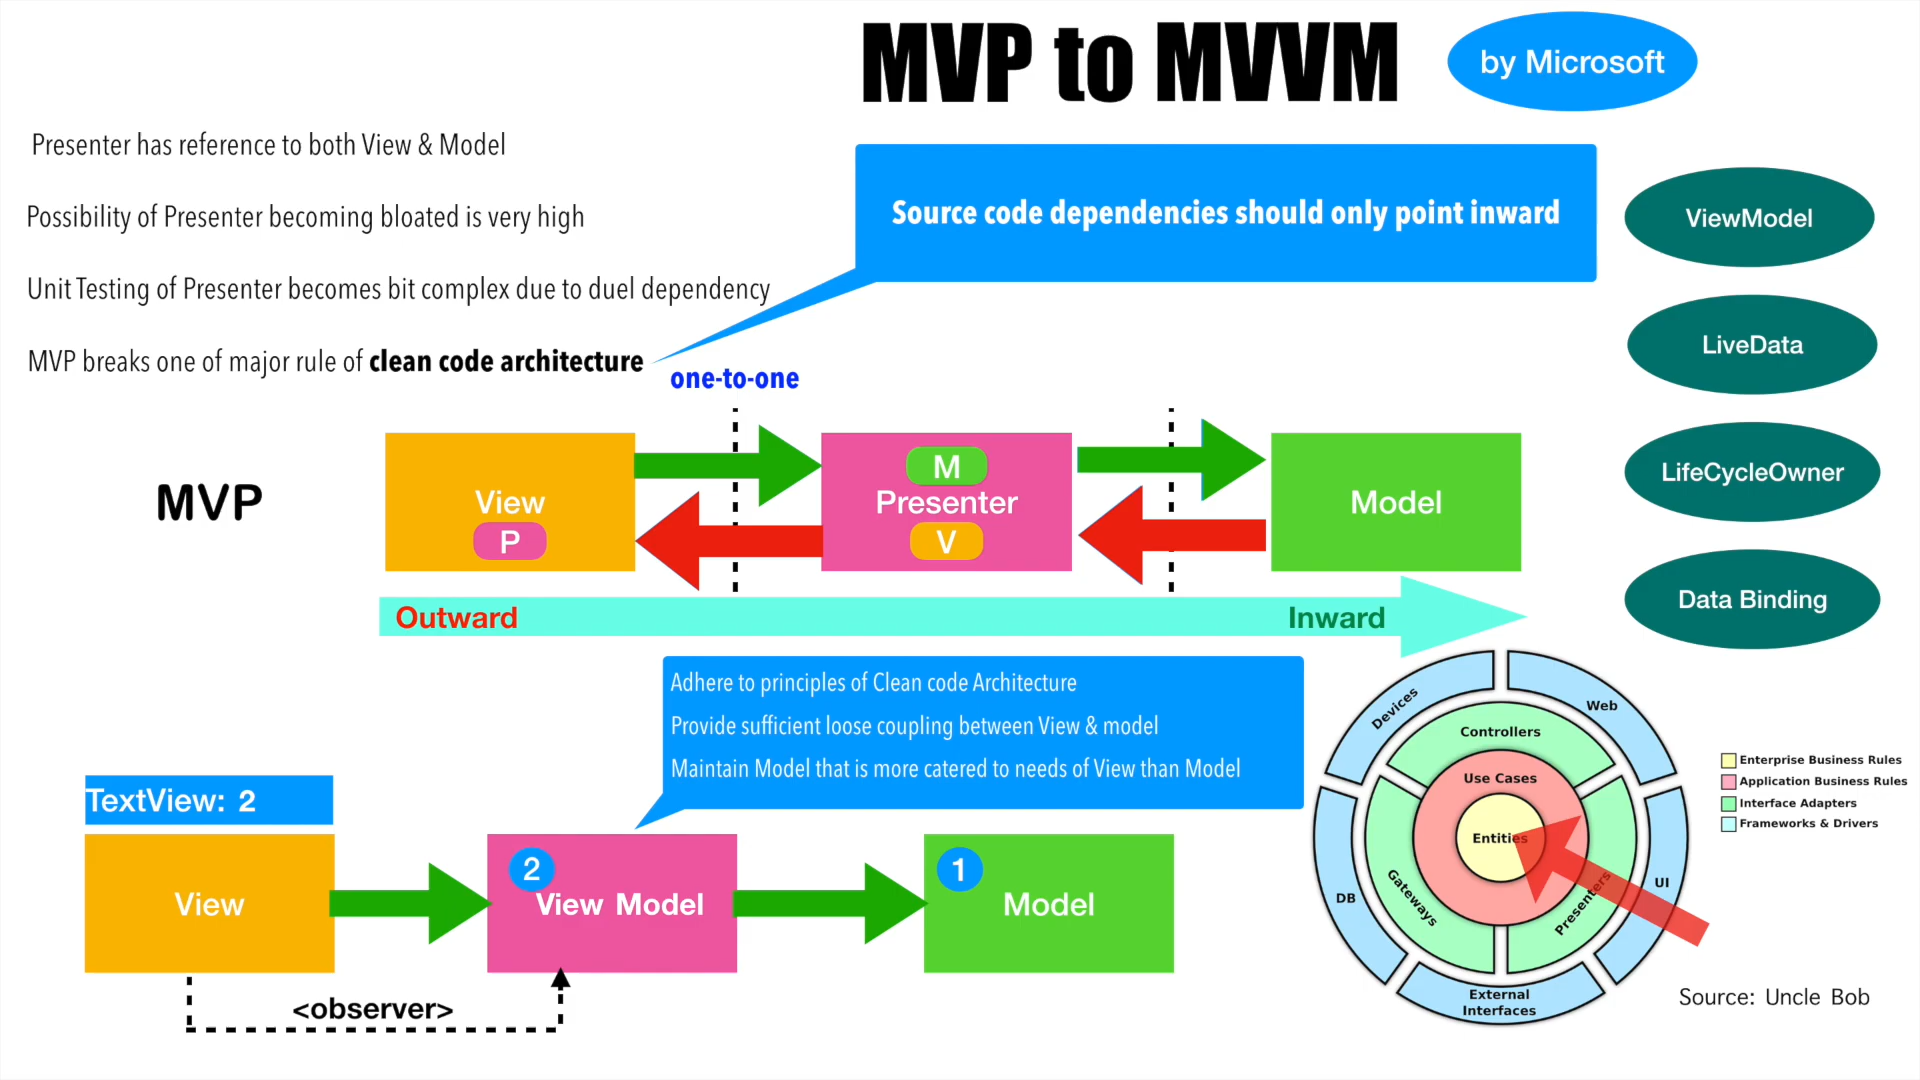 MVP to MVVM
by Microsoft
Presenter has reference to both View & Model
Possibility of Presenter becoming bloated is very high
Unit Testing of Presenter becomes bit complex due to duel dependency
MVP breaks one of major rule of clean code architecture
Source code dependencies should only point inward
ViewModel
LiveData
LifeCycleOwner
Data Binding
one-to-one
MVP
View
P
M
Presenter
V
Model
Outward
Inward
Adhere to principles of Clean code Architecture
Provide sufficient loose coupling between View & model
Maintain Model that is more catered to needs of View than Model
TextView: 2
View
2
View Model
1
Model
<observer>
Devices
Web
Controllers
Use Cases
Entities
Gateways
Presenters
DB
UI
External
Interfaces
Enterprise Business Rules
Application Business Rules
Interface Adapters
Frameworks & Drivers
Source: Uncle Bob